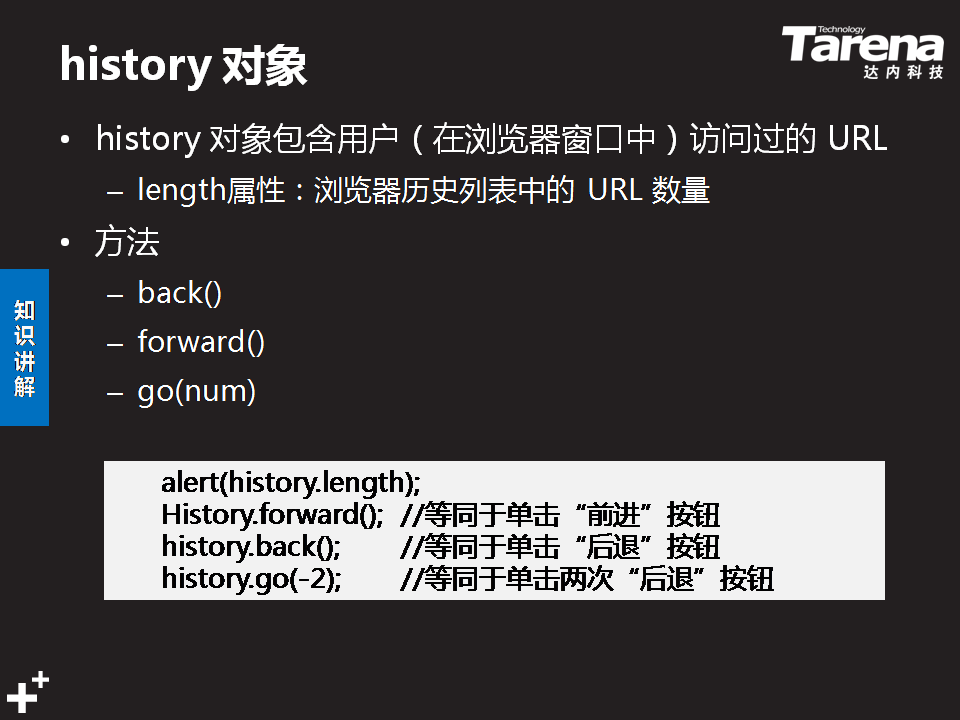 history 对象
Technology
Tarena
达内科技
• history 对象包含用户（在浏览器窗口中）访问过的 URL
– length属性：浏览器历史列表中的 URL 数量
• 方法
– back()
– forward()
– go(num)
知识讲解
alert(history.length);
History.forward(); //等同于单击“前进”按钮
history.back(); //等同于单击“后退”按钮
history.go(-2); //等同于单击两次“后退”按钮